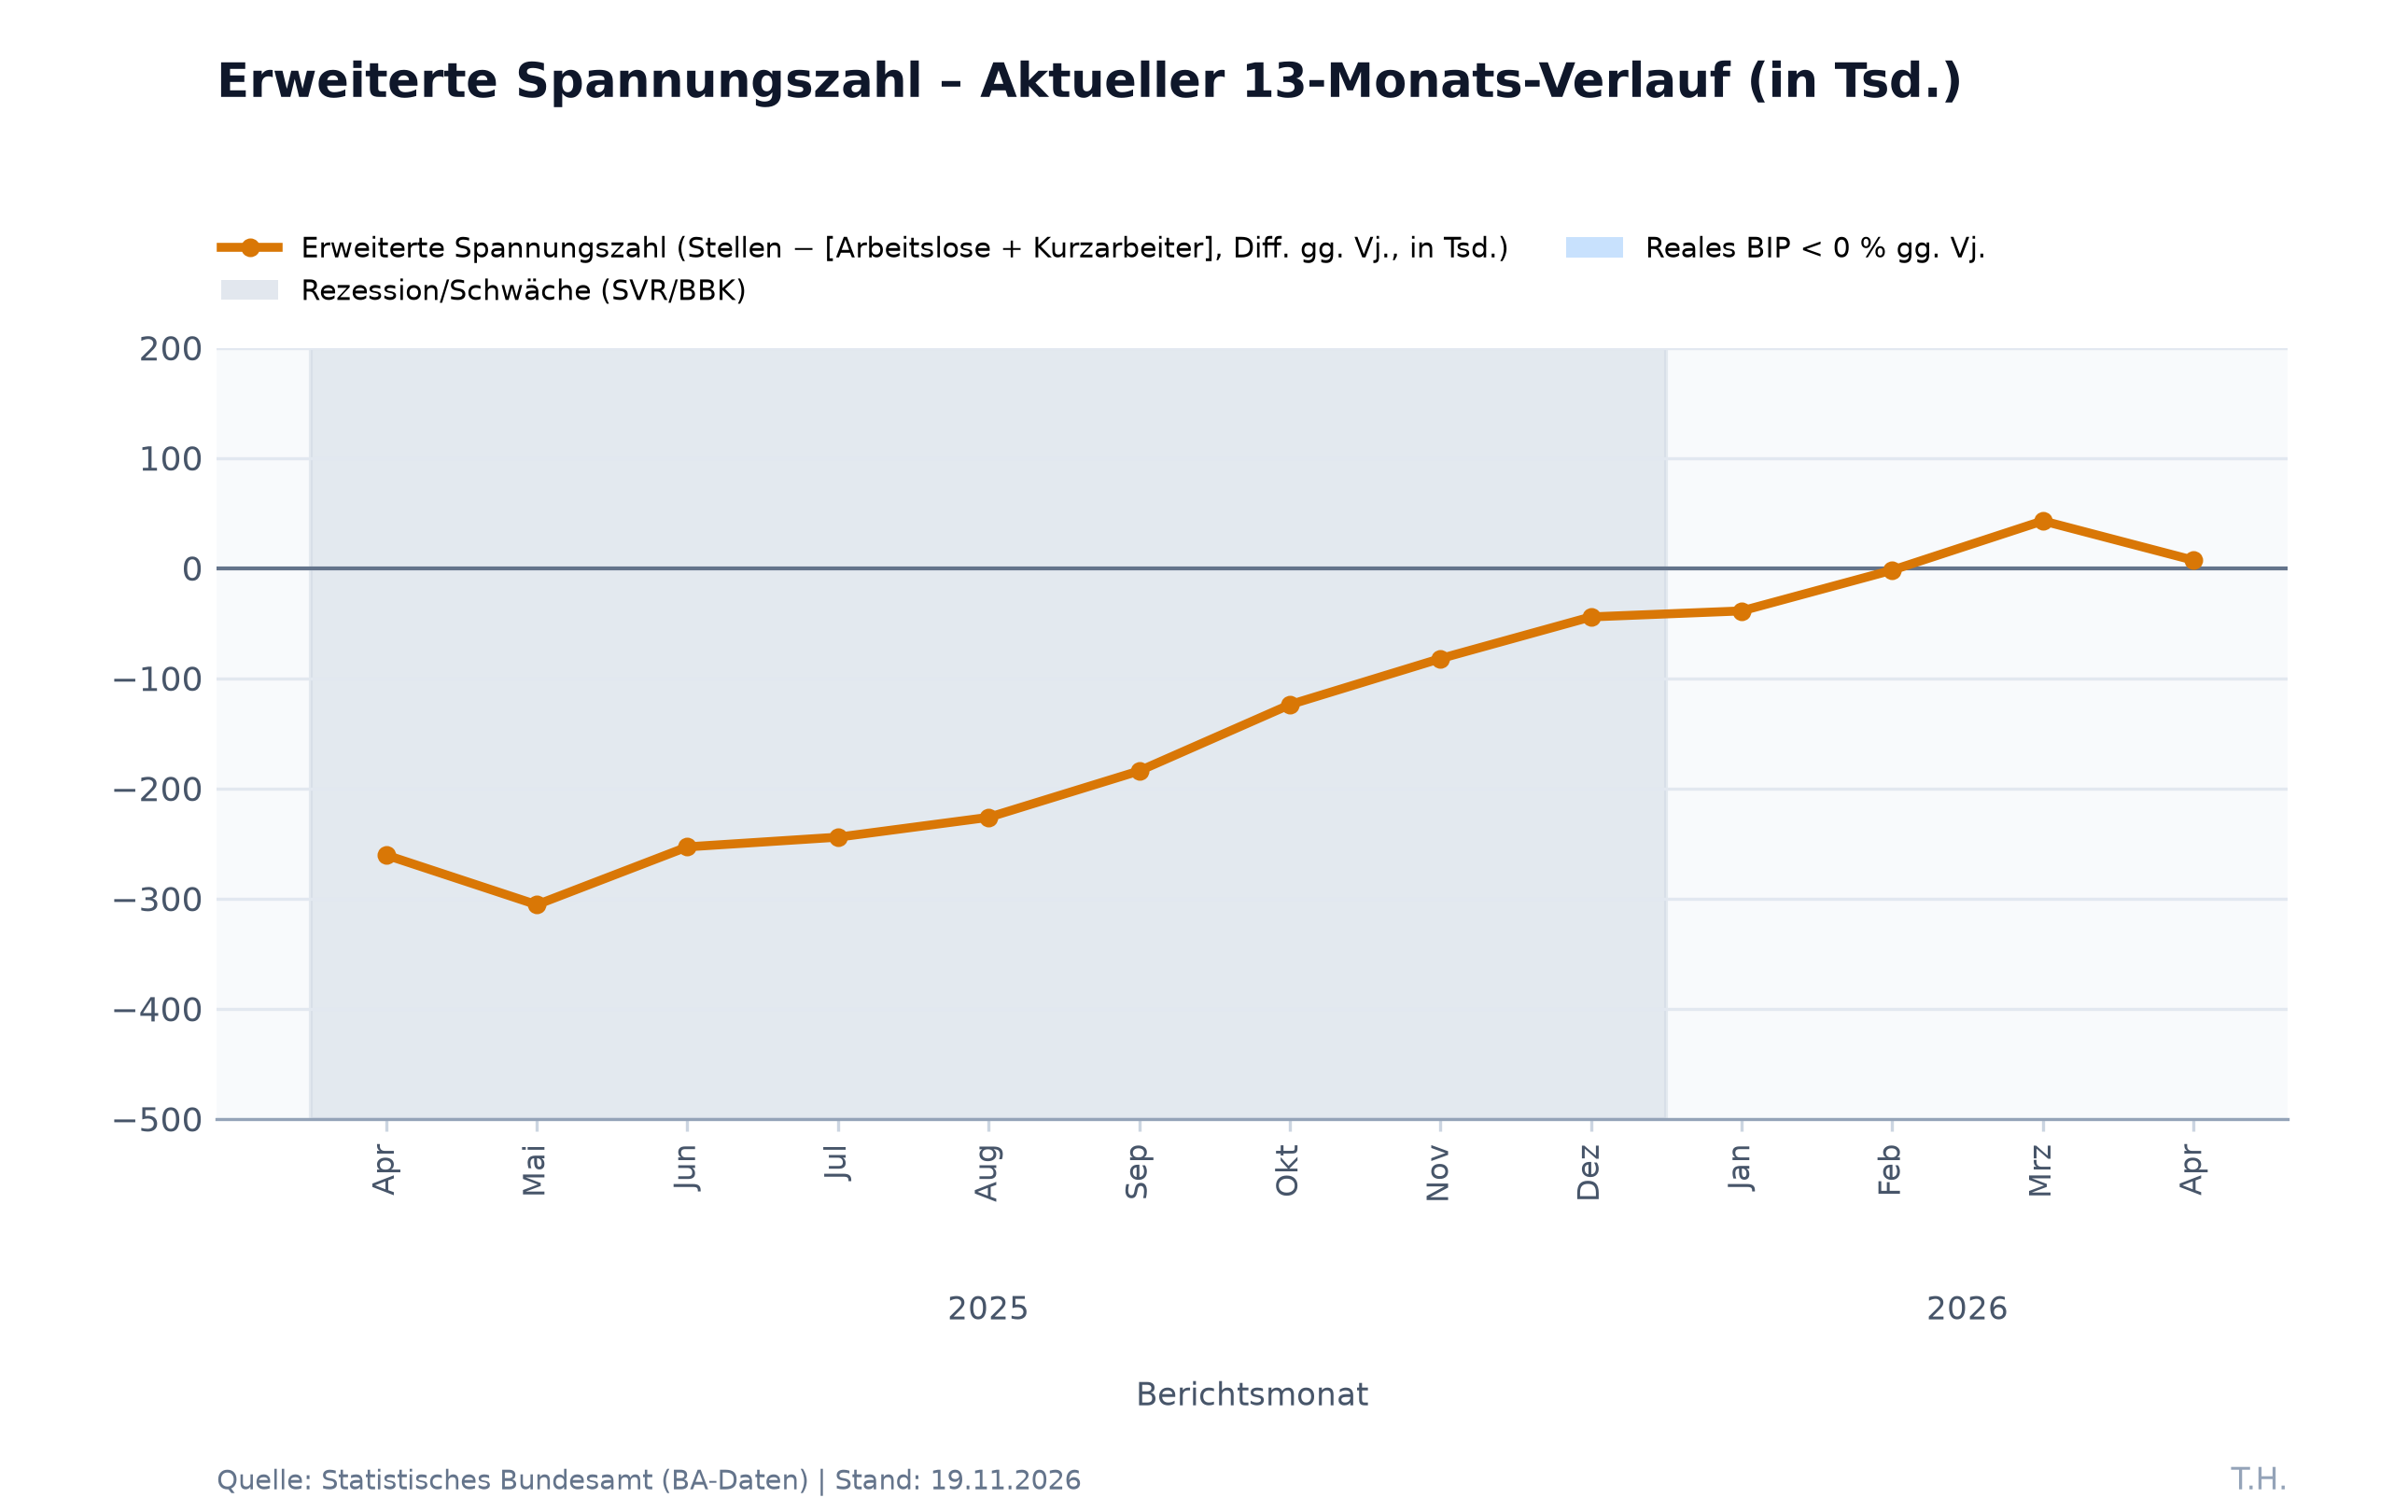 Erweiterte Spannungszahl – Aktueller 13-Monats-Verlauf (in Tsd.)
Erweiterte Spannungszahl (Stellen − [Arbeitslose + Kurzarbeiter], Diff. gg. Vj., in Tsd.)
Reales BIP < 0 % gg. Vj.
Rezession/Schwäche (SVR/BBK)
200
100
0
−100
−200
−300
−400
−500
Apr
Mai
Jun
Jul
Aug
Sep
Okt
Nov
Dez
Jan
Feb
Mrz
Apr
2025
2026
Berichtsmonat
Quelle: Statistisches Bundesamt (BA-Daten) | Stand: 19.11.2026
T.H.